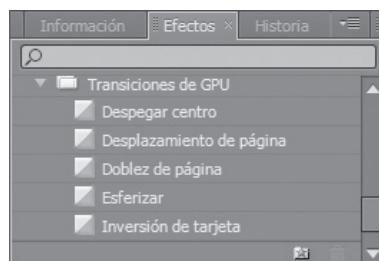 Información Efectos × Historia
Transiciones de GPU
Despegar centro
Desplazamiento de página
Doblez de página
Esferizar
Inversión de tarjeta